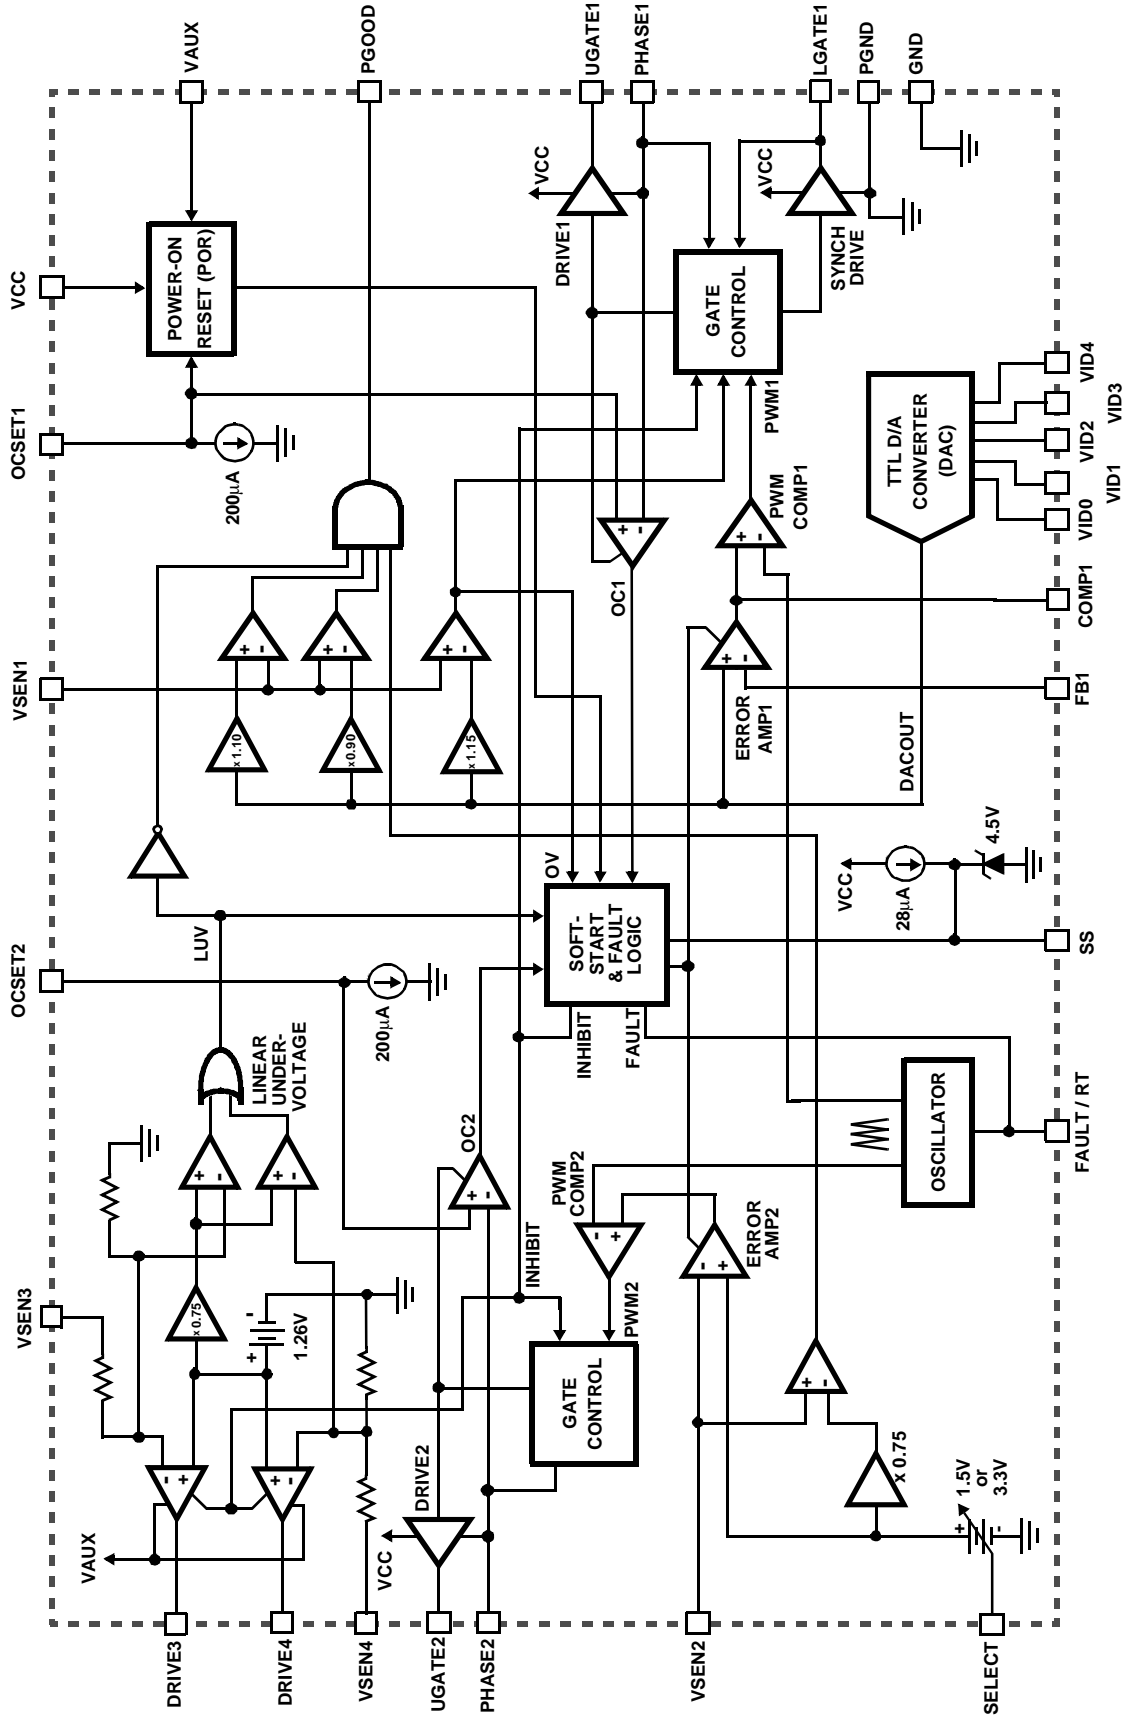 VSEN3
OCSET2
VSEN1
OCSET1
VCC
VAUX
PGOOD
UGATE1
PHASE1
LGATE1
PGND
GND
DRIVE3
DRIVE4
VSEN4
UGATE2
PHASE2
VSEN2
SELECT
FAULT / RT
SS
FB1
COMP1
VID0
VID1
VID2
VID3
VID4
VAUX
-
+
+
-
x 0.75
+
-
1.26V
+
-
+
-
LINEAR
UNDER-
VOLTAGE
LUV
200µA
x 1.10
x 0.90
x 1.15
+
-
+
-
+
-
200µA
POWER-ON
RESET (POR)
VCC
DRIVE2
OC2
+
-
INHIBIT
GATE
CONTROL
PWM2
PWM
COMP2
-
+
ERROR
AMP2
-
+
OV
SOFT-
START
& FAULT
LOGIC
INHIBIT
FAULT
OC1
+
-
DRIVE1
VCC
GATE
CONTROL
PWM1
SYNCH
DRIVE
VCC
PWM
COMP1
+
-
ERROR
AMP1
+
-
DACOUT
TTL D/A
CONVERTER
(DAC)
VCC
28µA
4.5V
OSCILLATOR
+
-
x 0.75
+
-
1.5V
or
3.3V